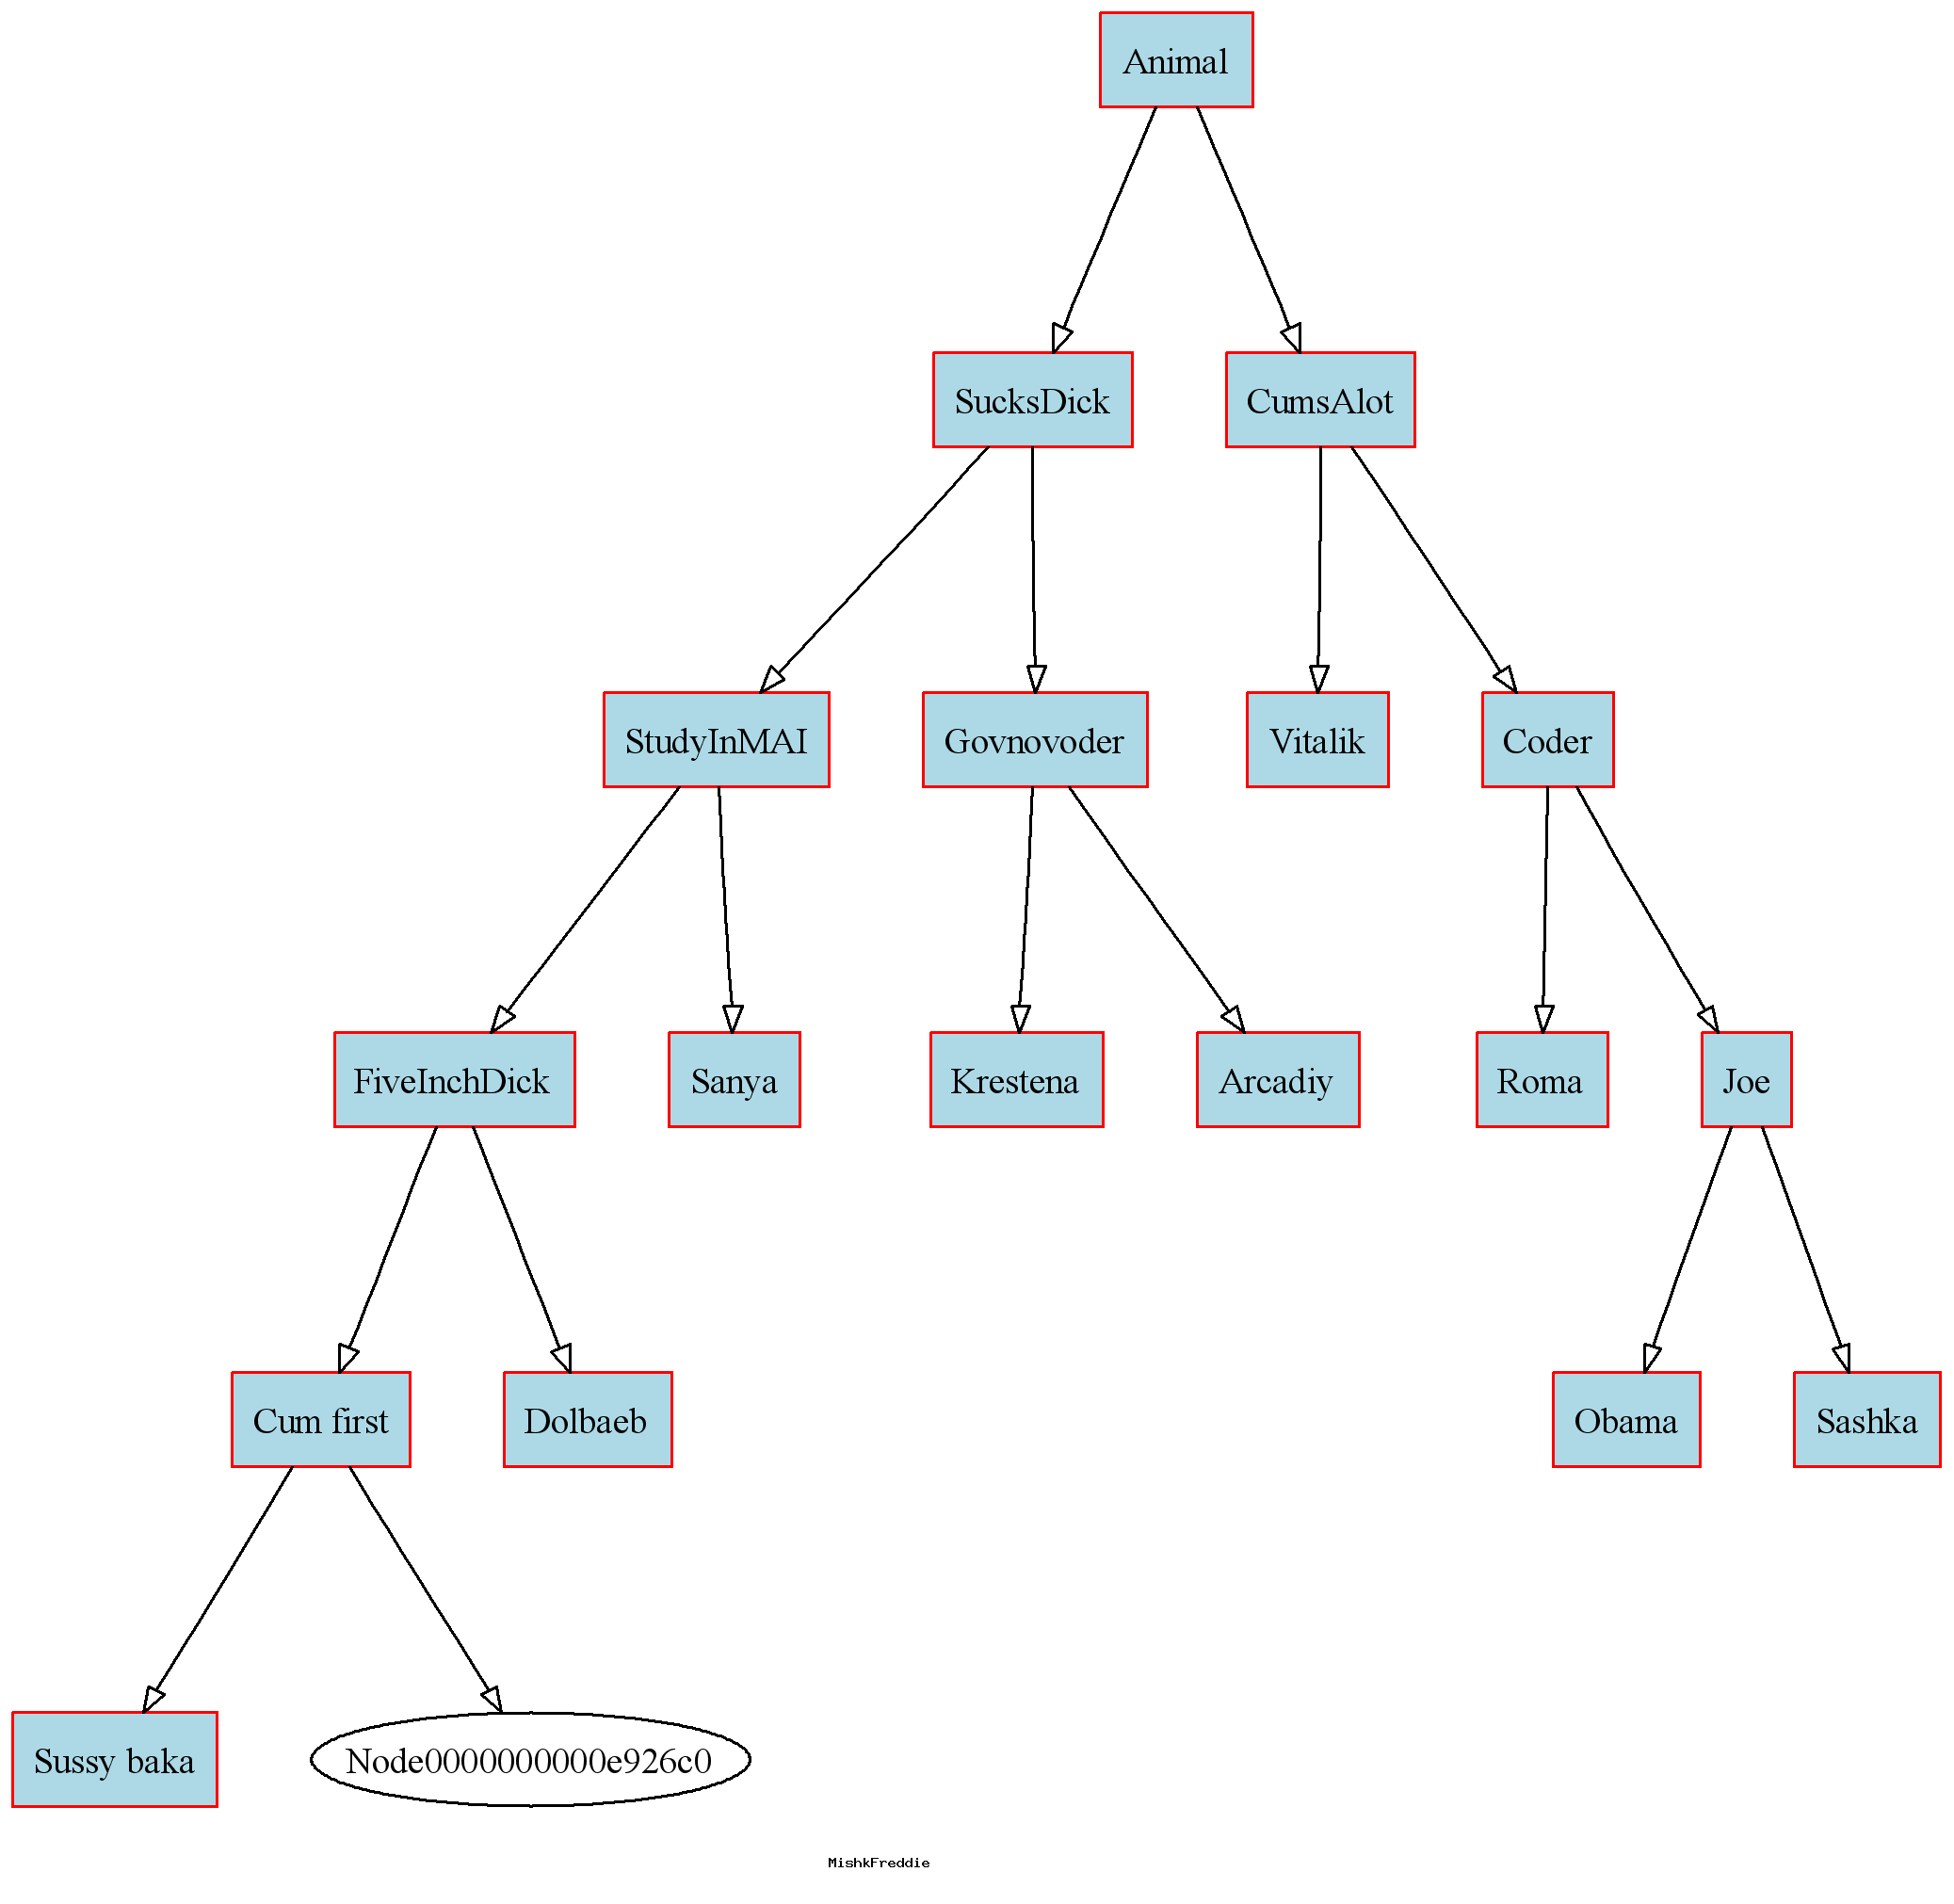 Animal
SucksDick
CumsAlot
StudyInMAI
Govnovoder
Vitalik
Coder
FiveInchDick
Sanya
Krestena
Arcadiy
Roma
Joe
Cum first
Dolbaeb
Obama
Sashka
Sussy baka
Node0000000000e926c0
MishkFreddie